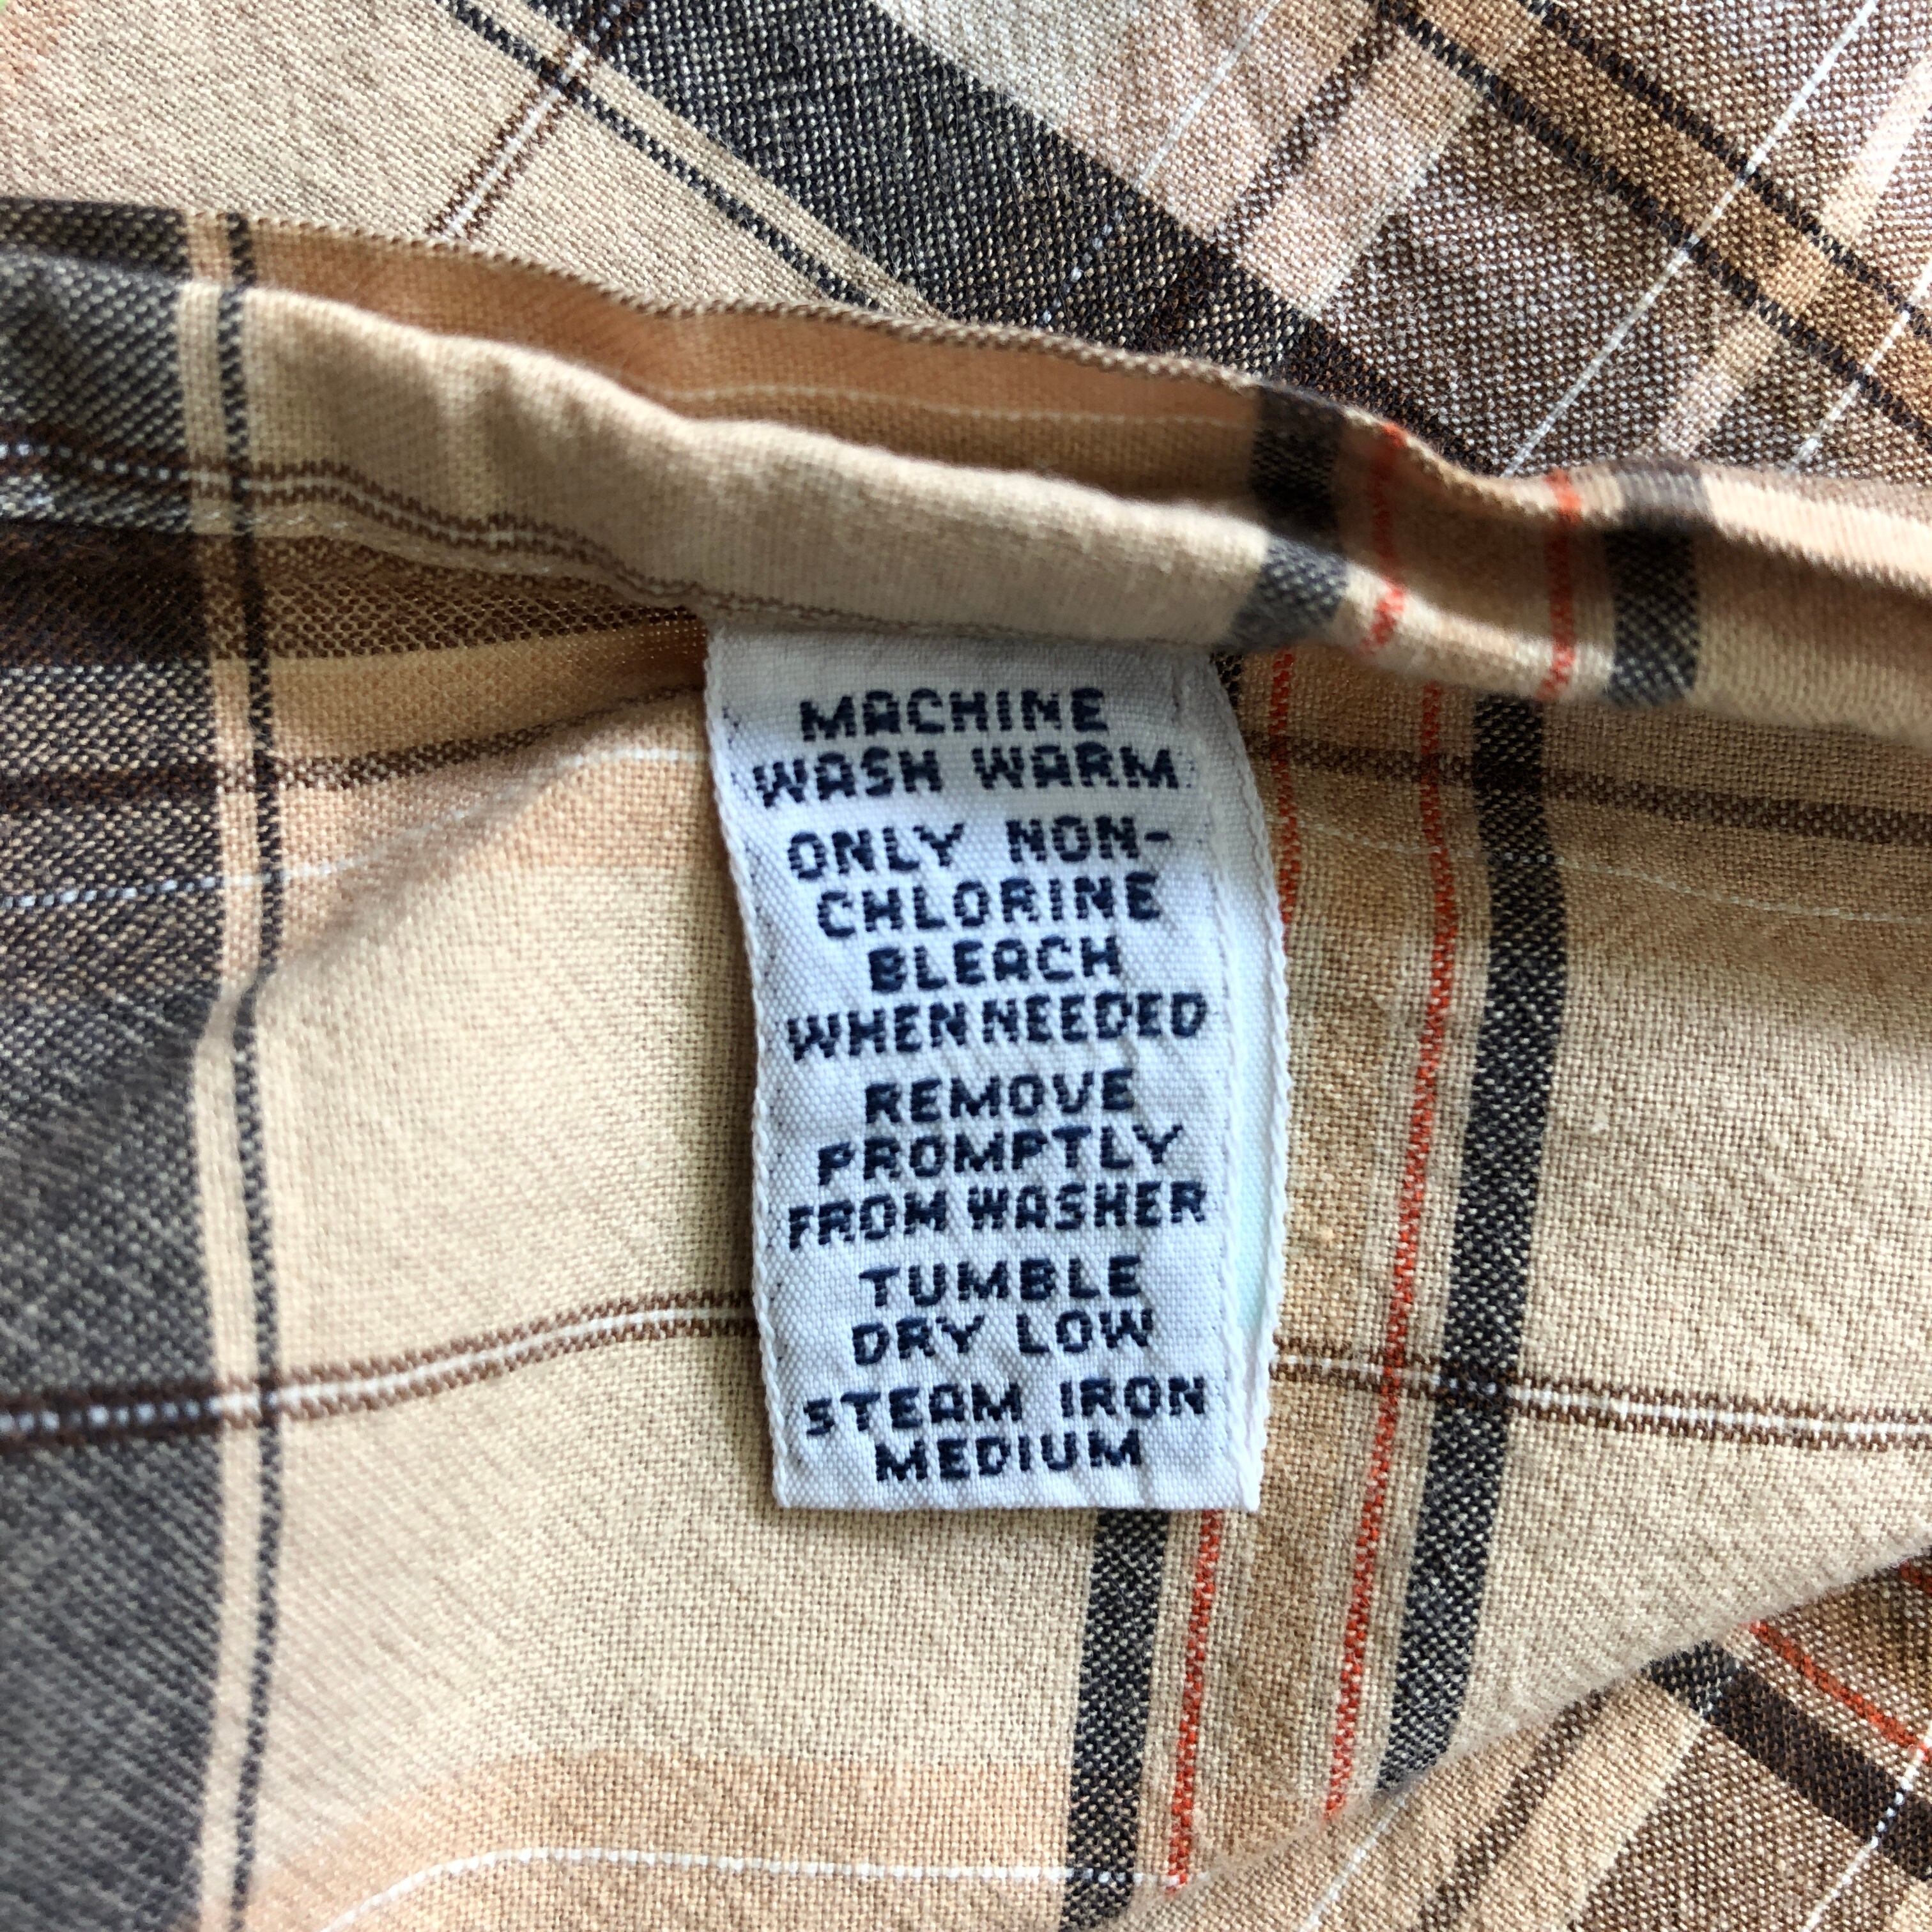 MACHINE
WASH WARM
ONLY NON-
CHLORINE
BLEACH
WHEN NEEDED
REMOVE
PROMPTLY
FROM WASHER
TUMBLE
DRY LOW
STEAM IRON
MEDIUM